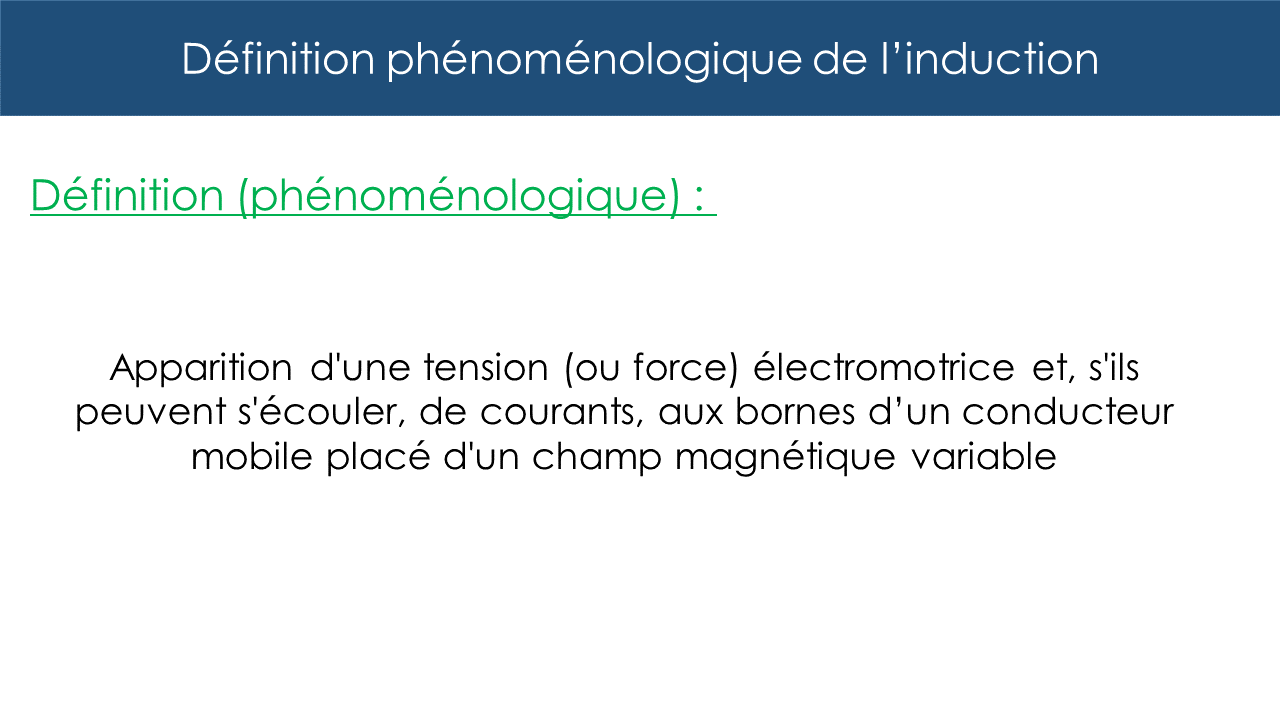 Définition phénoménologique de l’induction
Définition (phénoménologique) :
Apparition d'une tension (ou force) électromotrice et, s'ils
peuvent s'écouler, de courants, aux bornes d’un conducteur
mobile placé d'un champ magnétique variable